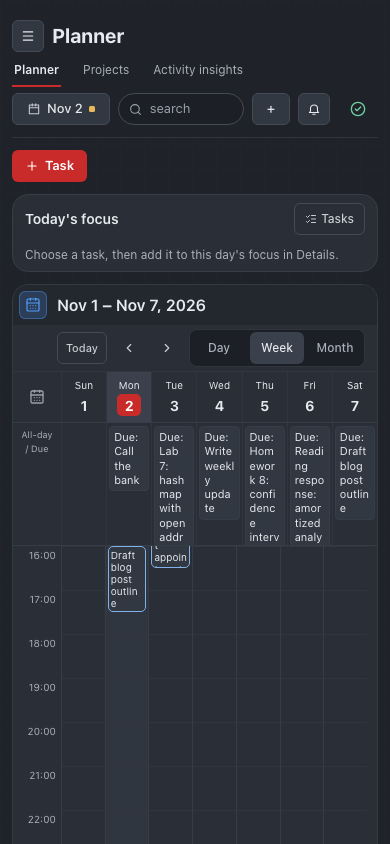 Planner
Planner Projects Activity insights
Nov 2 search +
+ Task
Today's focus Tasks
Choose a task, then add it to this day's focus in Details.
Nov 1 – Nov 7, 2026
Today Day Week Month
Sun Mon Tue Wed Thu Fri Sat
1 2 3 4 5 6 7
All-day
/ Due
Due:
Call
the
bank
Due:
Lab
7:
hash
map
with
open
addr
Due:
Write
weekl
y
upda
te
Due:
Hom
ewor
k 8:
confi
denc
e
interv
Due:
Readi
ng
respo
nse:
amor
tized
analy
Due:
Draft
blog
post
outlin
e
16:00
Draft
blog
post
outlin
e
appoin
17:00
18:00
19:00
20:00
21:00
22:00